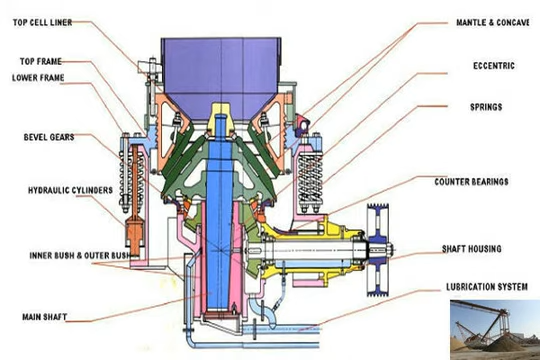 TOP CELL LINER
TOP FRAME
LOWER FRAME
BEVEL GEARS
HYDRAULIC CYLINDERS
INNER BUSH & OUTER BUSH
MAIN SHAFT
MANTLE & CONCAVE
ECCENTRIC
SPRINGS
COUNTER BEARINGS
SHAFT HOUSING
LUBRICATION SYSTEM